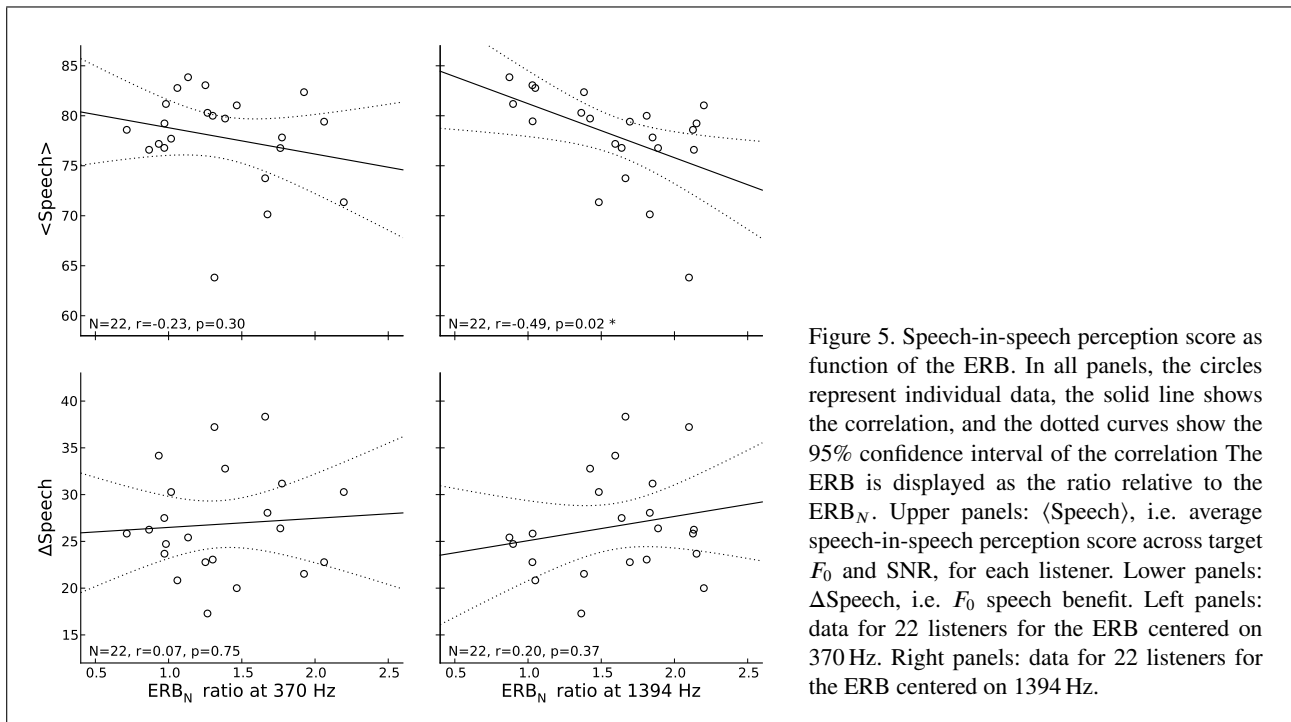 85
80
75
70
65
60
<Speech>
N=22, r=-0.23, p=0.30
N=22, r=-0.49, p=0.02 *
40
35
30
25
20
15
ΔSpeech
N=22, r=0.07, p=0.75
N=22, r=0.20, p=0.37
0.5 1.0 1.5 2.0 2.5
0.5 1.0 1.5 2.0 2.5
ERB_N ratio at 370 Hz
ERB_N ratio at 1394 Hz
Figure 5. Speech-in-speech perception score as
function of the ERB. In all panels, the circles
represent individual data, the solid line shows
the correlation, and the dotted curves show the
95% confidence interval of the correlation The
ERB is displayed as the ratio relative to the
ERB_N. Upper panels: ⟨Speech⟩, i.e. average
speech-in-speech perception score across target
F_0 and SNR, for each listener. Lower panels:
ΔSpeech, i.e. F_0 speech benefit. Left panels:
data for 22 listeners for the ERB centered on
370 Hz. Right panels: data for 22 listeners for
the ERB centered on 1394 Hz.